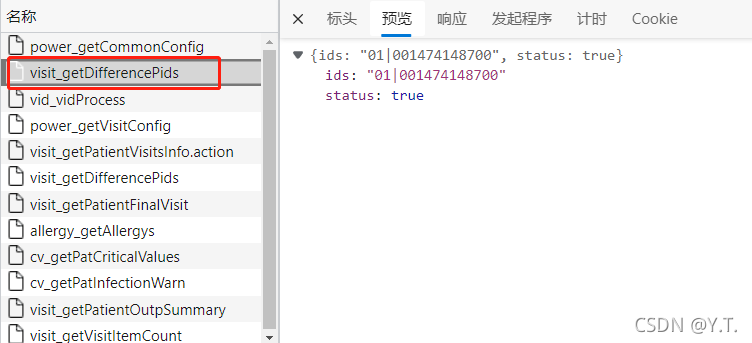 名称
power_getCommonConfig
visit_getDifferencePids
vid_vidProcess
power_getVisitConfig
visit_getPatientVisitsInfo.action
visit_getDifferencePids
visit_getPatientFinalVisit
allergy_getAllergys
cv_getPatCriticalValues
cv_getPatInfectionWarn
visit_getPatientOutpSummary
visit_getVisitItemCount
× 标头 预览 响应 发起程序 计时 Cookie
▼ {ids: "01|001474148700", status: true}
ids: "01|001474148700"
status: true
CSDN @Y.T.